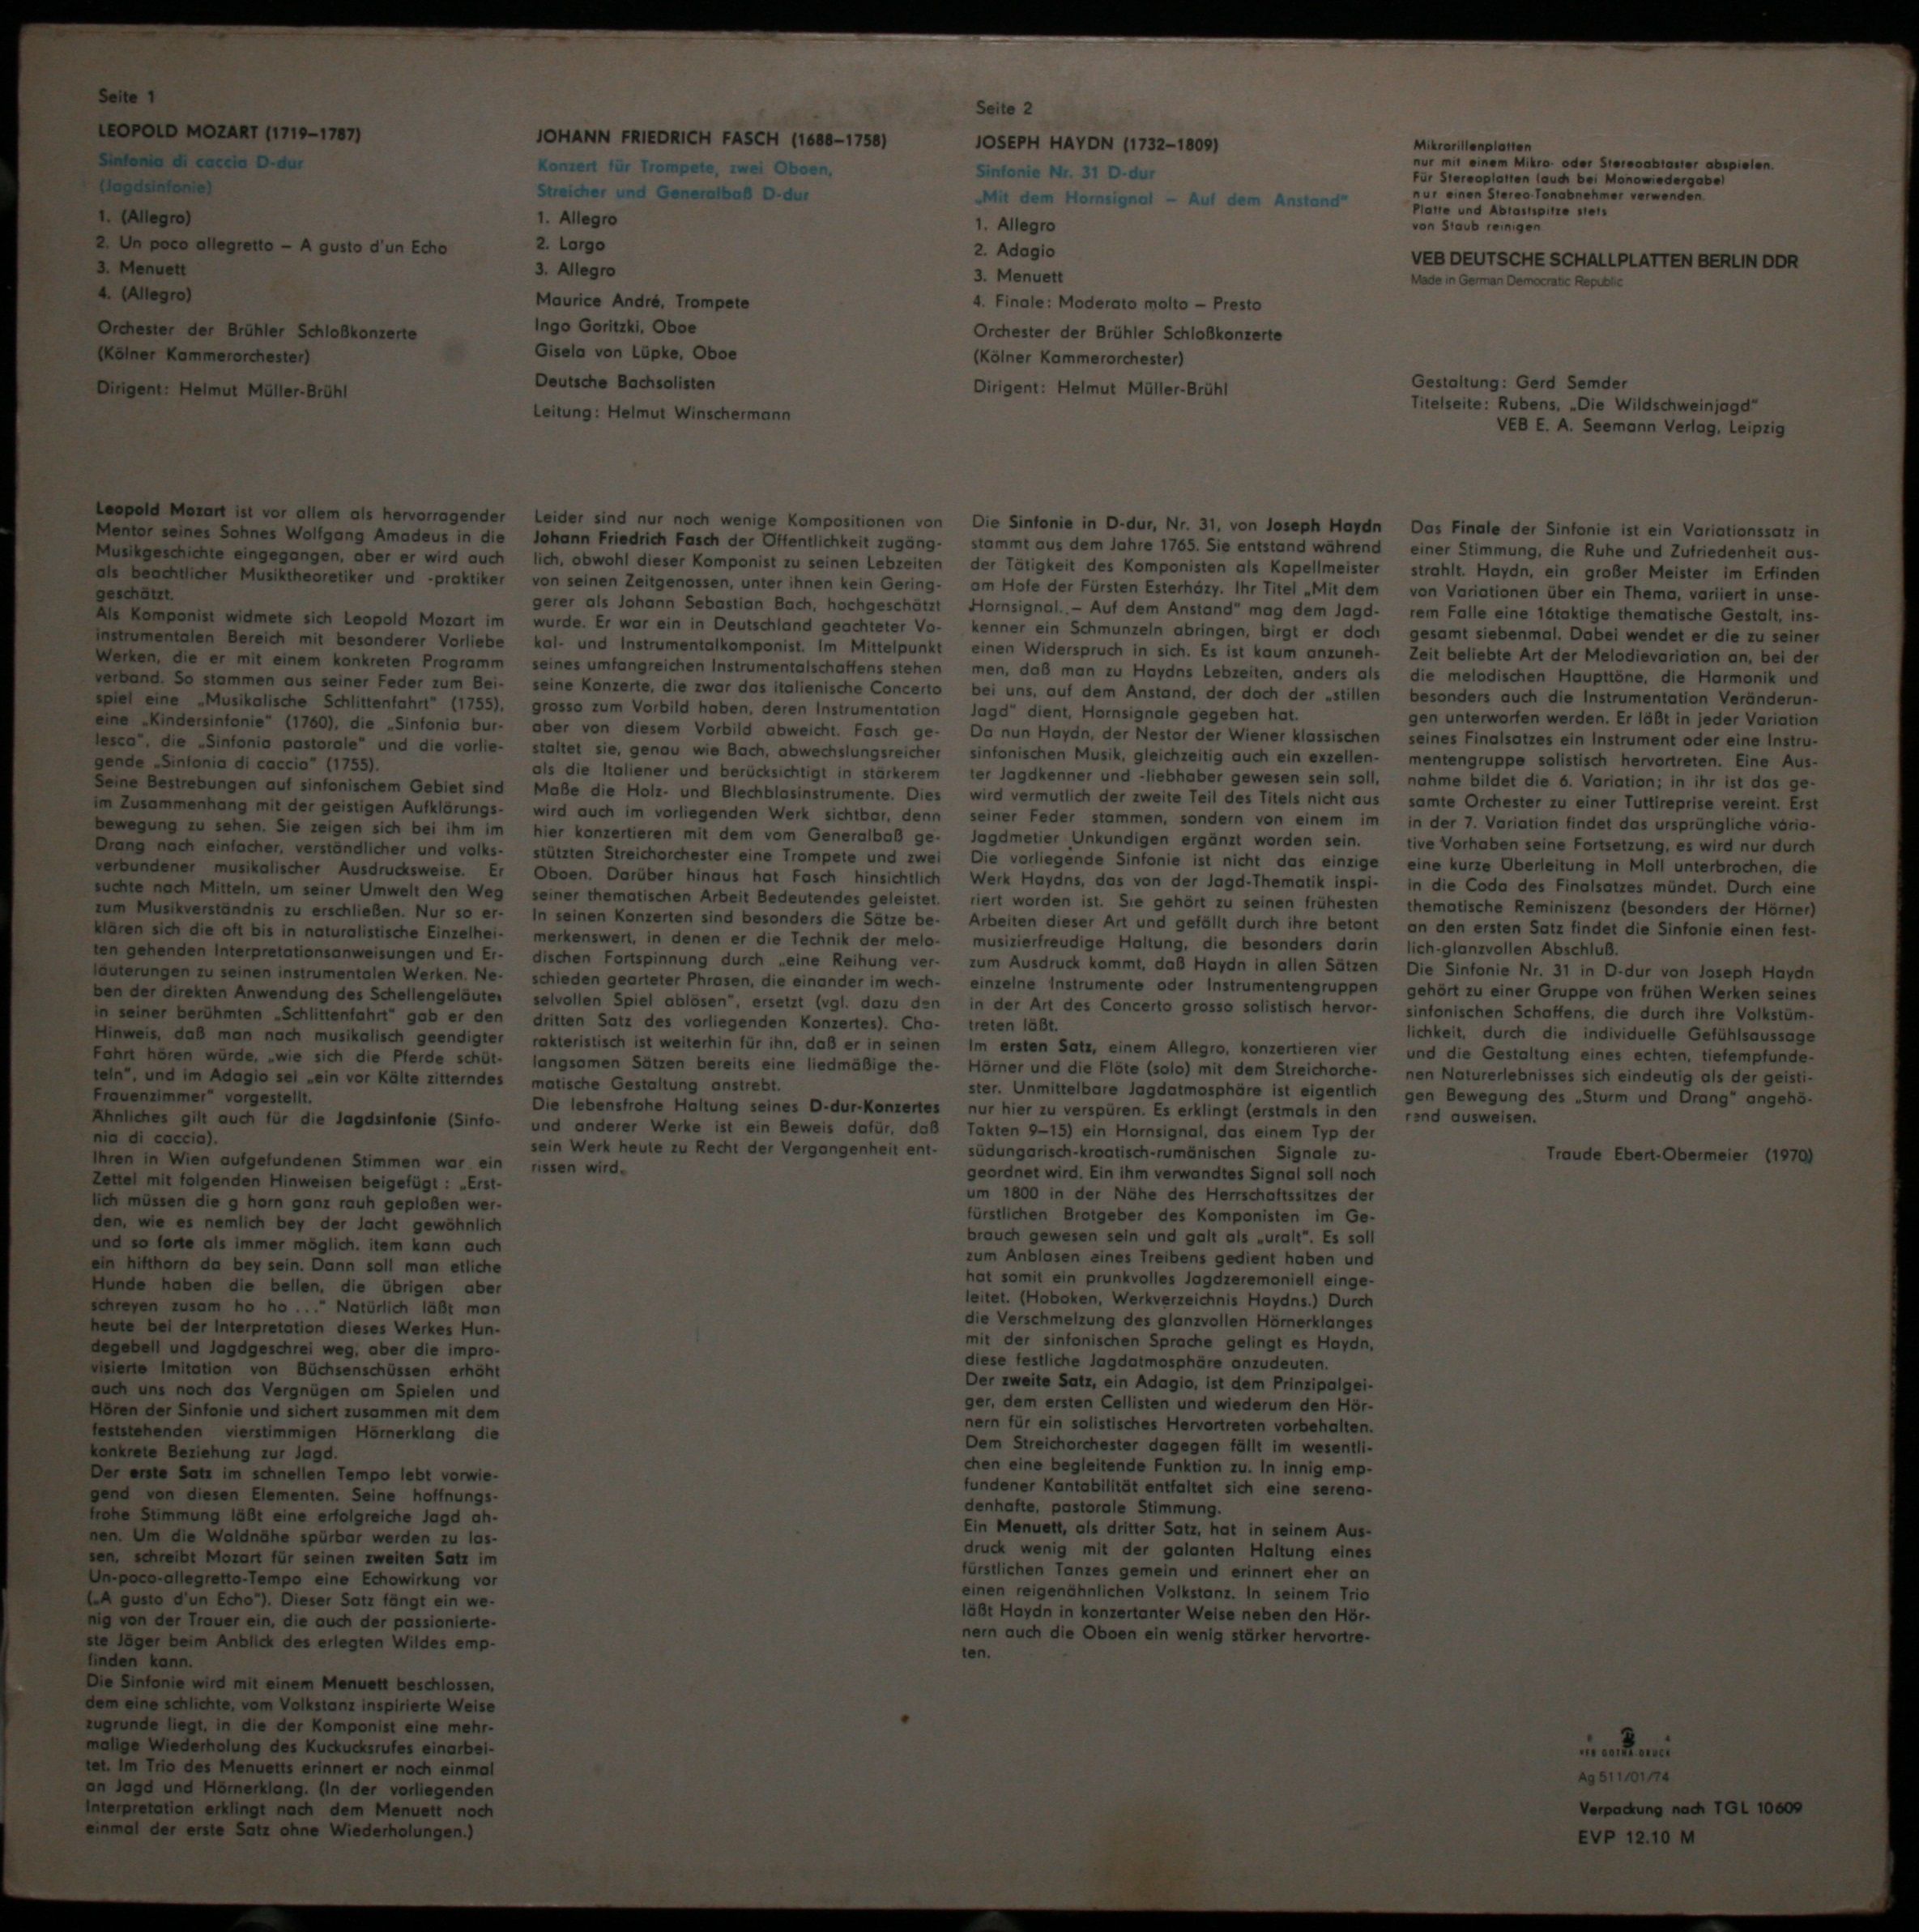 Seite 1
LEOPOLD MOZART (1719–1787)
Sinfonia di caccia D-dur
(Jagdsinfonie)
1. (Allegro)
2. Un poco allegretto – A gusto d'un Echo
3. Menuett
4. (Allegro)
Orchester der Brühler Schloßkonzerte
(Kölner Kammerorchester)
Dirigent: Helmut Müller-Brühl
JOHANN FRIEDRICH FASCH (1688–1758)
Konzert für Trompete, zwei Oboen,
Streicher und Generalbaß D-dur
1. Allegro
2. Largo
3. Allegro
Maurice André, Trompete
Ingo Goritzki, Oboe
Gisela von Lüpke, Oboe
Deutsche Bachsolisten
Leitung: Helmut Winschermann
Seite 2
JOSEPH HAYDN (1732–1809)
Sinfonie Nr. 31 D-dur
„Mit dem Hornsignal – Auf dem Anstand“
1. Allegro
2. Adagio
3. Menuett
4. Finale: Moderato molto – Presto
Orchester der Brühler Schloßkonzerte
(Kölner Kammerorchester)
Dirigent: Helmut Müller-Brühl
Mikrorillenplatten
nur mit einem Mikro- oder Stereoabtaster abspielen.
Für Stereoplatten (auch bei Monowiedergabe)
nur einen Stereo-Tonabnehmer verwenden.
Platte und Abtastspitze stets
von Staub reinigen
VEB DEUTSCHE SCHALLPLATTEN BERLIN DDR
Made in German Democratic Republic
Gestaltung: Gerd Semder
Titelseite: Rubens, „Die Wildschweinjagd“
VEB E. A. Seemann Verlag, Leipzig
Leopold Mozart ist vor allem als hervorragender
Mentor seines Sohnes Wolfgang Amadeus in die
Musikgeschichte eingegangen, aber er wird auch
als beachtlicher Musiktheoretiker und -praktiker
geschätzt.
Als Komponist widmete sich Leopold Mozart im
instrumentalen Bereich mit besonderer Vorliebe
Werken, die er mit einem konkreten Programm
verband. So stammen aus seiner Feder zum Bei-
spiel eine „Musikalische Schlittenfahrt“ (1755),
eine „Kindersinfonie“ (1760), die „Sinfonia bur-
lesca“, die „Sinfonia pastorale“ und die vorlie-
gende „Sinfonia di caccia“ (1755).
Seine Bestrebungen auf sinfonischem Gebiet sind
im Zusammenhang mit der geistigen Aufklärungs-
bewegung zu sehen. Sie zeigen sich bei ihm im
Drang nach einfacher, verständlicher und volks-
verbundener musikalischer Ausdrucksweise. Er
suchte nach Mitteln, um seiner Umwelt den Weg
zum Musikverständnis zu erschließen. Nur so er-
klären sich die oft bis in naturalistische Einzelhei-
ten gehenden Interpretationsanweisungen und Er-
läuterungen zu seinen instrumentalen Werken. Ne-
ben der direkten Anwendung des Schellengeläutes
in seiner berühmten „Schlittenfahrt“ gab er den
Hinweis, daß man nach musikalisch geendigter
Fahrt hören würde, „wie sich die Pferde schüt-
teln“, und im Adagio sei „ein vor Kälte zitterndes
Frauenzimmer“ vorgestellt.
Ähnliches gilt auch für die Jagdsinfonie (Sinfo-
nia di caccia).
Ihren in Wien aufgefundenen Stimmen war ein
Zettel mit folgenden Hinweisen beigefügt : „Erst-
lich müssen die g horn ganz rauh geploßen wer-
den, wie es nemlich bey der Jacht gewöhnlich
und so forte als immer möglich. item kann auch
ein hifthorn da bey sein. Dann soll man etliche
Hunde haben die bellen, die übrigen aber
schreyen zusam ho ho ...“ Natürlich läßt man
heute bei der Interpretation dieses Werkes Hun-
degebell und Jagdgeschrei weg, aber die impro-
visierte Imitation von Büchsenschüssen erhöht
auch uns noch das Vergnügen am Spielen und
Hören der Sinfonie und sichert zusammen mit dem
feststehenden vierstimmigen Hörnerklang die
konkrete Beziehung zur Jagd.
Der erste Satz im schnellen Tempo lebt vorwie-
gend von diesen Elementen. Seine hoffnungs-
frohe Stimmung läßt eine erfolgreiche Jagd ah-
nen. Um die Waldnähe spürbar werden zu las-
sen, schreibt Mozart für seinen zweiten Satz im
Un-poco-allegretto-Tempo eine Echowirkung vor
(„A gusto d'un Echo“). Dieser Satz fängt ein we-
nig von der Trauer ein, die auch der passionierte-
ste Jäger beim Anblick des erlegten Wildes emp-
finden kann.
Die Sinfonie wird mit einem Menuett beschlossen,
dem eine schlichte, vom Volkstanz inspirierte Weise
zugrunde liegt, in die der Komponist eine mehr-
malige Wiederholung des Kuckucksrufes einarbei-
tet. Im Trio des Menuetts erinnert er noch einmal
an Jagd und Hörnerklang. (In der vorliegenden
Interpretation erklingt nach dem Menuett noch
einmal der erste Satz ohne Wiederholungen.)
Leider sind nur noch wenige Kompositionen von
Johann Friedrich Fasch der Öffentlichkeit zugäng-
lich, obwohl dieser Komponist zu seinen Lebzeiten
von seinen Zeitgenossen, unter ihnen kein Gering-
gerer als Johann Sebastian Bach, hochgeschätzt
wurde. Er war ein in Deutschland geachteter Vo-
kal- und Instrumentalkomponist. Im Mittelpunkt
seines umfangreichen Instrumentalschaffens stehen
seine Konzerte, die zwar das italienische Concerto
grosso zum Vorbild haben, deren Instrumentation
aber von diesem Vorbild abweicht. Fasch ge-
staltet sie, genau wie Bach, abwechslungsreicher
als die Italiener und berücksichtigt in stärkerem
Maße die Holz- und Blechblasinstrumente. Dies
wird auch im vorliegenden Werk sichtbar, denn
hier konzertieren mit dem vom Generalbaß ge-
stützten Streichorchester eine Trompete und zwei
Oboen. Darüber hinaus hat Fasch hinsichtlich
seiner thematischen Arbeit Bedeutendes geleistet.
In seinen Konzerten sind besonders die Sätze be-
merkenswert, in denen er die Technik der melo-
dischen Fortspinnung durch „eine Reihung ver-
schieden gearteter Phrasen, die einander im wech-
selvollen Spiel ablösen“, ersetzt (vgl. dazu den
dritten Satz des vorliegenden Konzertes). Cha-
rakteristisch ist weiterhin für ihn, daß er in seinen
langsamen Sätzen bereits eine liedmäßige the-
matische Gestaltung anstrebt.
Die lebensfrohe Haltung seines D-dur-Konzertes
und anderer Werke ist ein Beweis dafür, daß
sein Werk heute zu Recht der Vergangenheit ent-
rissen wird.
Die Sinfonie in D-dur, Nr. 31, von Joseph Haydn
stammt aus dem Jahre 1765. Sie entstand während
der Tätigkeit des Komponisten als Kapellmeister
am Hofe der Fürsten Esterházy. Ihr Titel „Mit dem
Hornsignal. – Auf dem Anstand“ mag dem Jagd-
kenner ein Schmunzeln abringen, birgt er doch
einen Widerspruch in sich. Es ist kaum anzuneh-
men, daß man zu Haydns Lebzeiten, anders als
bei uns, auf dem Anstand, der doch der „stillen
Jagd“ dient, Hornsignale gegeben hat.
Da nun Haydn, der Nestor der Wiener klassischen
sinfonischen Musik, gleichzeitig auch ein exzellen-
ter Jagdkenner und -liebhaber gewesen sein soll,
wird vermutlich der zweite Teil des Titels nicht aus
seiner Feder stammen, sondern von einem im
Jagdmetier Unkundigen ergänzt worden sein.
Die vorliegende Sinfonie ist nicht das einzige
Werk Haydns, das von der Jagd-Thematik inspi-
riert worden ist. Sie gehört zu seinen frühesten
Arbeiten dieser Art und gefällt durch ihre betont
musizierfreudige Haltung, die besonders darin
zum Ausdruck kommt, daß Haydn in allen Sätzen
einzelne Instrumente oder Instrumentengruppen
in der Art des Concerto grosso solistisch hervor-
treten läßt.
Im ersten Satz, einem Allegro, konzertieren vier
Hörner und die Flöte (solo) mit dem Streichorche-
ster. Unmittelbare Jagdatmosphäre ist eigentlich
nur hier zu verspüren. Es erklingt (erstmals in den
Takten 9–15) ein Hornsignal, das einem Typ der
südungarisch-kroatisch-rumänischen Signale zu-
geordnet wird. Ein ihm verwandtes Signal soll noch
um 1800 in der Nähe des Herrschaftssitzes der
fürstlichen Brotgeber des Komponisten im Ge-
brauch gewesen sein und galt als „uralt“. Es soll
zum Anblasen eines Treibens gedient haben und
hat somit ein prunkvolles Jagdzeremoniell einge-
leitet. (Hoboken, Werkverzeichnis Haydns.) Durch
die Verschmelzung des glanzvollen Hörnerklanges
mit der sinfonischen Sprache gelingt es Haydn,
diese festliche Jagdatmosphäre anzudeuten.
Der zweite Satz, ein Adagio, ist dem Prinzipalgei-
ger, dem ersten Cellisten und wiederum den Hör-
nern für ein solistisches Hervortreten vorbehalten.
Dem Streichorchester dagegen fällt im wesentli-
chen eine begleitende Funktion zu. In innig emp-
fundener Kantabilität entfaltet sich eine serena-
denhafte, pastorale Stimmung.
Ein Menuett, als dritter Satz, hat in seinem Aus-
druck wenig mit der galanten Haltung eines
fürstlichen Tanzes gemein und erinnert eher an
einen reigenähnlichen Volkstanz. In seinem Trio
läßt Haydn in konzertanter Weise neben den Hör-
nern auch die Oboen ein wenig stärker hervortre-
ten.
Das Finale der Sinfonie ist ein Variationssatz in
einer Stimmung, die Ruhe und Zufriedenheit aus-
strahlt. Haydn, ein großer Meister im Erfinden
von Variationen über ein Thema, variiert in unse-
rem Falle eine 16taktige thematische Gestalt, ins-
gesamt siebenmal. Dabei wendet er die zu seiner
Zeit beliebte Art der Melodievariation an, bei der
die melodischen Haupttöne, die Harmonik und
besonders auch die Instrumentation Veränderun-
gen unterworfen werden. Er läßt in jeder Variation
seines Finalsatzes ein Instrument oder eine Instru-
mentengruppe solistisch hervortreten. Eine Aus-
nahme bildet die 6. Variation; in ihr ist das ge-
samte Orchester zu einer Tuttireprise vereint. Erst
in der 7. Variation findet das ursprüngliche varia-
tive Vorhaben seine Fortsetzung, es wird nur durch
eine kurze Überleitung in Moll unterbrochen, die
in die Coda des Finalsatzes mündet. Durch eine
thematische Reminiszenz (besonders der Hörner)
an den ersten Satz findet die Sinfonie einen fest-
lich-glanzvollen Abschluß.
Die Sinfonie Nr. 31 in D-dur von Joseph Haydn
gehört zu einer Gruppe von frühen Werken seines
sinfonischen Schaffens, die durch ihre Volkstüm-
lichkeit, durch die individuelle Gefühlsaussage
und die Gestaltung eines echten, tiefempfunde-
nen Naturerlebnisses sich eindeutig als der geisti-
gen Bewegung des „Sturm und Drang“ angehö-
rend ausweisen.
Traude Ebert-Obermeier (1970)
VEB GOTHA-DRUCK
Ag 511/01/74
Verpackung nach TGL 10609
EVP 12.10 M